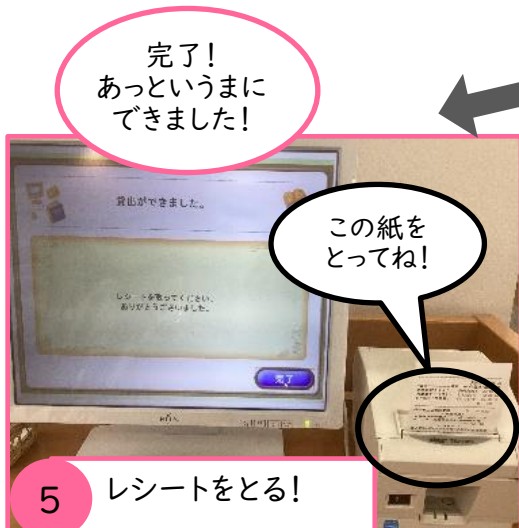 完了！
あっというまに
できました！
貸出ができました。
この紙を
とってね！
レシートを取ってください。
ありがとうございました。
完了
5
レシートをとる！